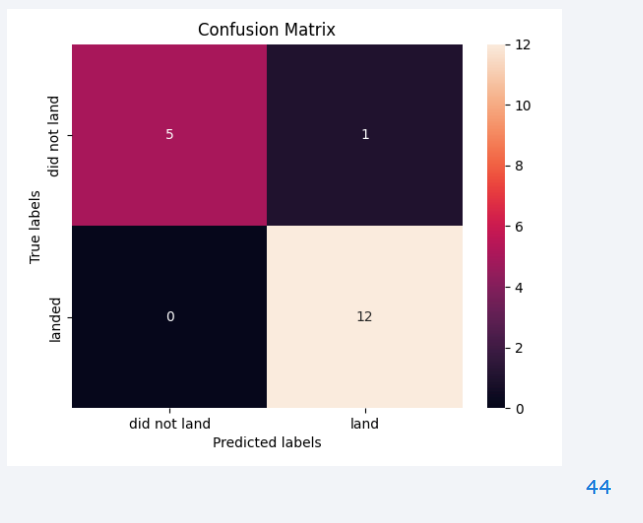 Confusion Matrix
did not land
landed
True labels
5
1
0
12
did not land
land
Predicted labels
12
10
8
6
4
2
0
44